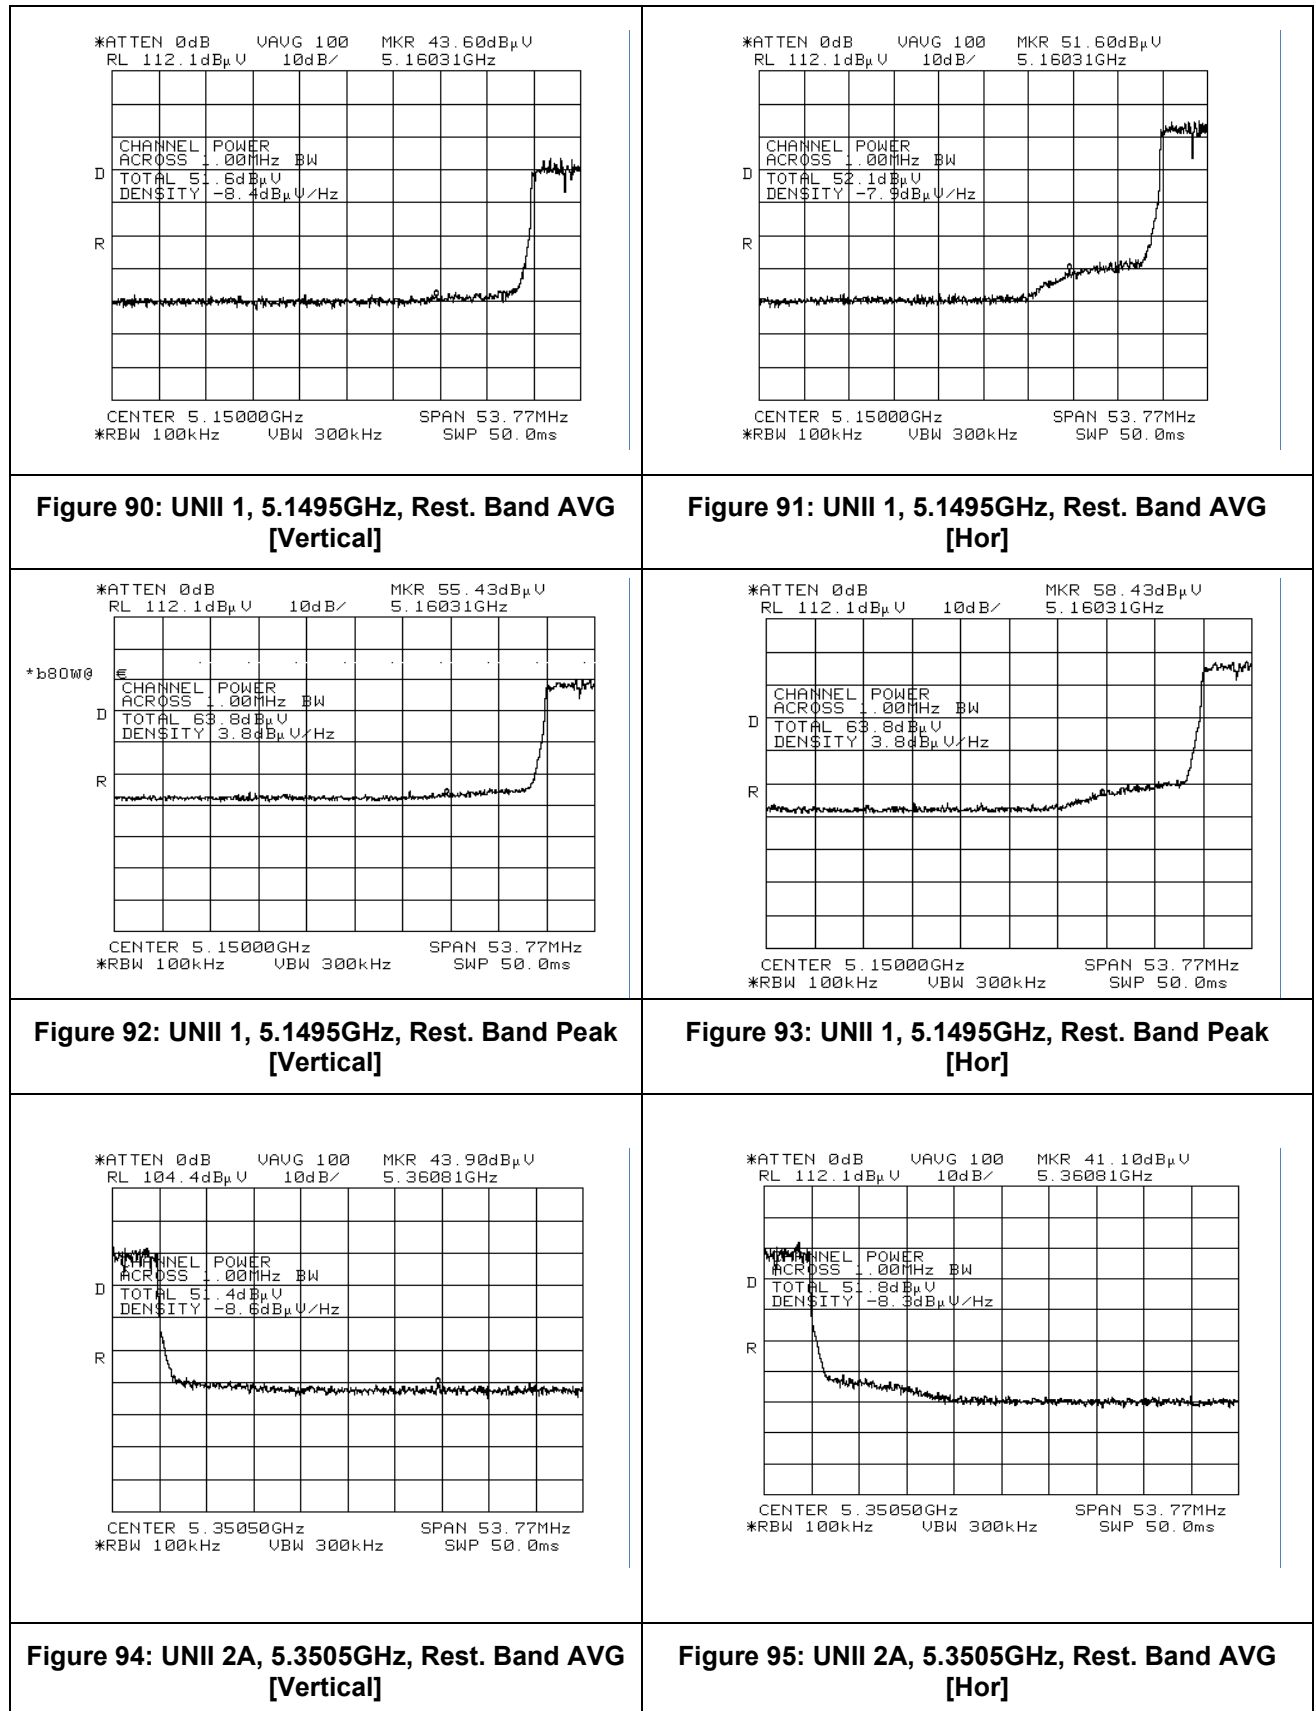 *ATTEN 0dB VAVG 100 MKR 43.60dBµV
RL 112.1dBµV 10dB/ 5.16031GHz
CHANNEL POWER
ACROSS 1.00MHz BW
D
TOTAL 51.6dBµV
DENSITY -8.4dBµV/Hz
R
CENTER 5.15000GHz SPAN 53.77MHz
*RBW 100kHz VBW 300kHz SWP 50.0ms
Figure 90: UNII 1, 5.1495GHz, Rest. Band AVG
[Vertical]
*ATTEN 0dB VAVG 100 MKR 51.60dBµV
RL 112.1dBµV 10dB/ 5.16031GHz
CHANNEL POWER
ACROSS 1.00MHz BW
D
TOTAL 52.1dBµV
DENSITY -7.9dBµV/Hz
R
CENTER 5.15000GHz SPAN 53.77MHz
*RBW 100kHz VBW 300kHz SWP 50.0ms
Figure 91: UNII 1, 5.1495GHz, Rest. Band AVG
[Hor]
*ATTEN 0dB MKR 55.43dBµV
RL 112.1dBµV 10dB/ 5.16031GHz
*b8OW@ €
CHANNEL POWER
ACROSS 1.00MHz BW
D
TOTAL 63.8dBµV
DENSITY 3.8dBµV/Hz
R
CENTER 5.15000GHz SPAN 53.77MHz
*RBW 100kHz VBW 300kHz SWP 50.0ms
Figure 92: UNII 1, 5.1495GHz, Rest. Band Peak
[Vertical]
*ATTEN 0dB MKR 58.43dBµV
RL 112.1dBµV 10dB/ 5.16031GHz
CHANNEL POWER
ACROSS 1.00MHz BW
D
TOTAL 63.8dBµV
DENSITY 3.8dBµV/Hz
R
CENTER 5.15000GHz SPAN 53.77MHz
*RBW 100kHz VBW 300kHz SWP 50.0ms
Figure 93: UNII 1, 5.1495GHz, Rest. Band Peak
[Hor]
*ATTEN 0dB VAVG 100 MKR 43.90dBµV
RL 104.4dBµV 10dB/ 5.36081GHz
CHANNEL POWER
ACROSS 1.00MHz BW
D
TOTAL 51.4dBµV
DENSITY -8.6dBµV/Hz
R
CENTER 5.35050GHz SPAN 53.77MHz
*RBW 100kHz VBW 300kHz SWP 50.0ms
Figure 94: UNII 2A, 5.3505GHz, Rest. Band AVG
[Vertical]
*ATTEN 0dB VAVG 100 MKR 41.10dBµV
RL 112.1dBµV 10dB/ 5.36081GHz
CHANNEL POWER
ACROSS 1.00MHz BW
D
TOTAL 51.8dBµV
DENSITY -8.3dBµV/Hz
R
CENTER 5.35050GHz SPAN 53.77MHz
*RBW 100kHz VBW 300kHz SWP 50.0ms
Figure 95: UNII 2A, 5.3505GHz, Rest. Band AVG
[Hor]